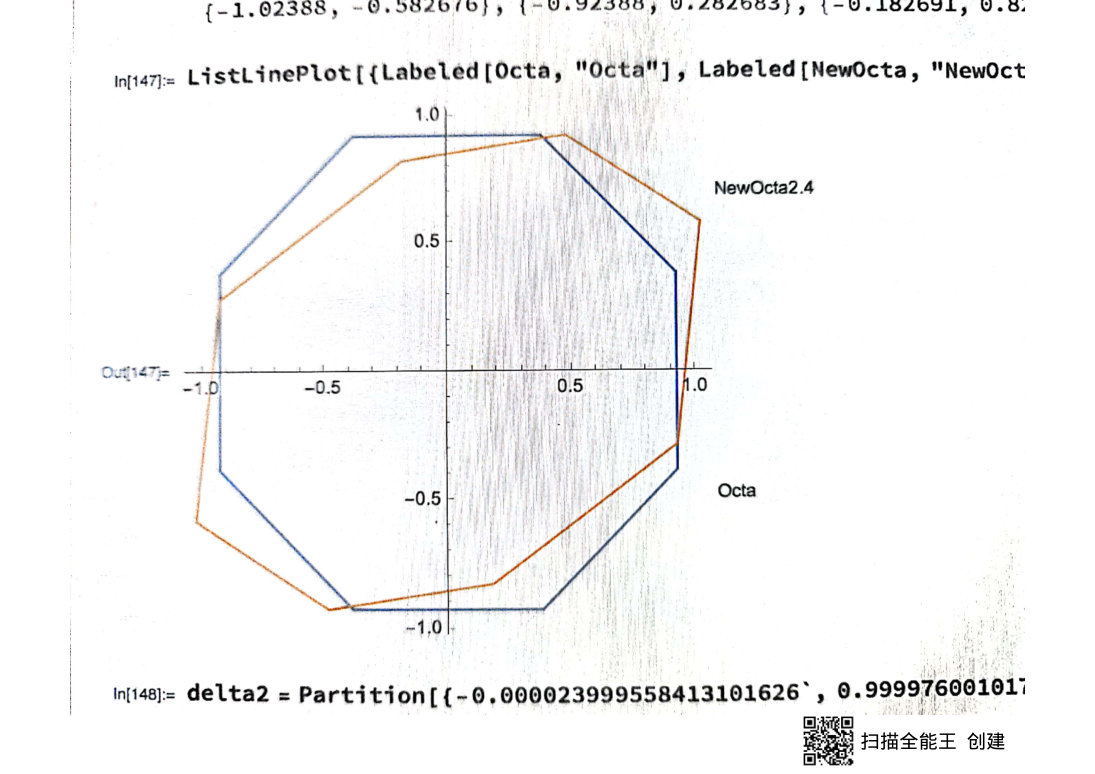 {-1.02388, -0.582676}, {-0.92388, 0.282683}, {-0.182691, 0.82
In[147]:= ListLinePlot[{Labeled[Octa, "Octa"], Labeled[NewOcta, "NewOct
1.0
NewOcta2.4
0.5
Out[147]=
-1.0 -0.5 0.5 1.0
-0.5
Octa
-1.0
In[148]:= delta2 = Partition[{-0.000023999558413101626`, 0.999976001017
扫描全能王 创建